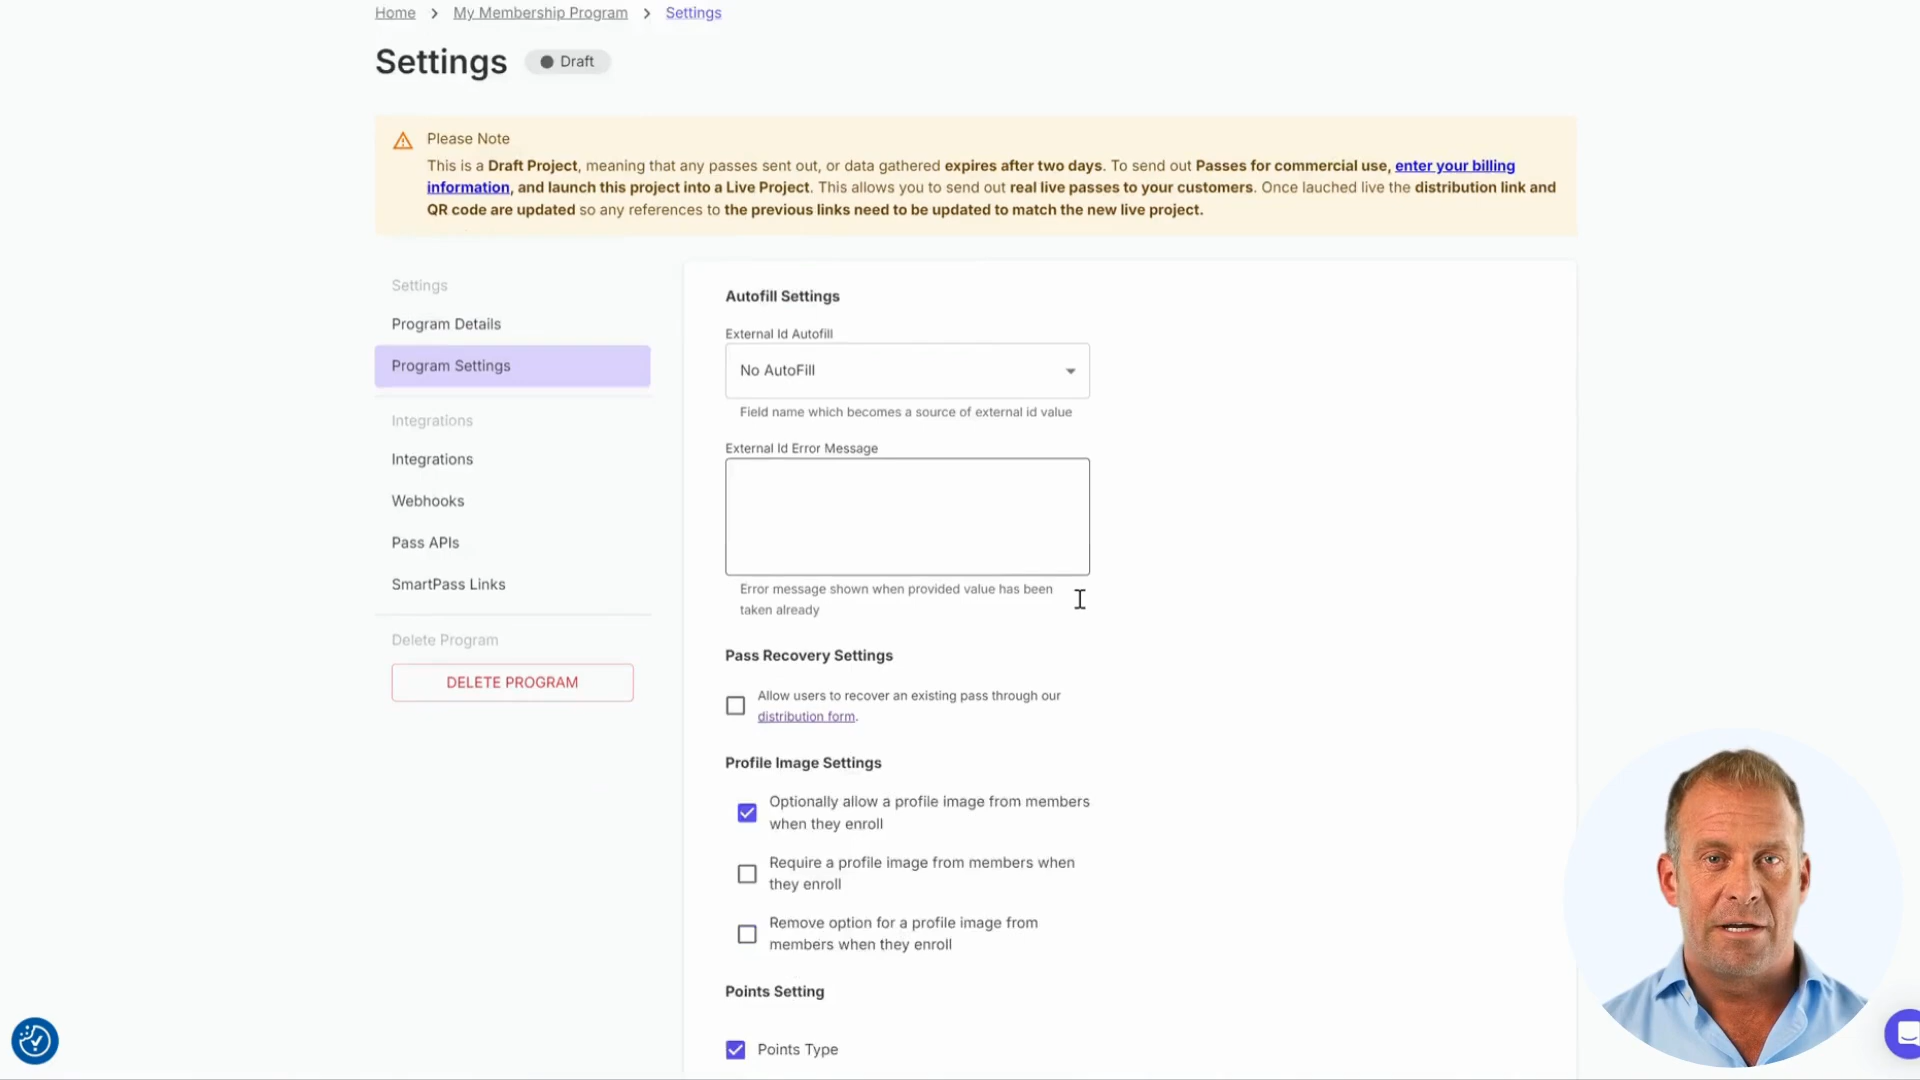 Home > My Membership Program > Settings
Settings Draft
Please Note
This is a Draft Project, meaning that any passes sent out, or data gathered expires after two days. To send out Passes for commercial use, enter your billing
information, and launch this project into a Live Project. This allows you to send out real live passes to your customers. Once lauched live the distribution link and
QR code are updated so any references to the previous links need to be updated to match the new live project.
Settings
Program Details
Program Settings
Integrations
Integrations
Webhooks
Pass APIs
SmartPass Links
Delete Program
DELETE PROGRAM
Autofill Settings
External Id Autofill
No AutoFill
Field name which becomes a source of external id value
External Id Error Message
Error message shown when provided value has been
taken already
Pass Recovery Settings
Allow users to recover an existing pass through our
distribution form.
Profile Image Settings
Optionally allow a profile image from members
when they enroll
Require a profile image from members when
they enroll
Remove option for a profile image from
members when they enroll
Points Setting
Points Type